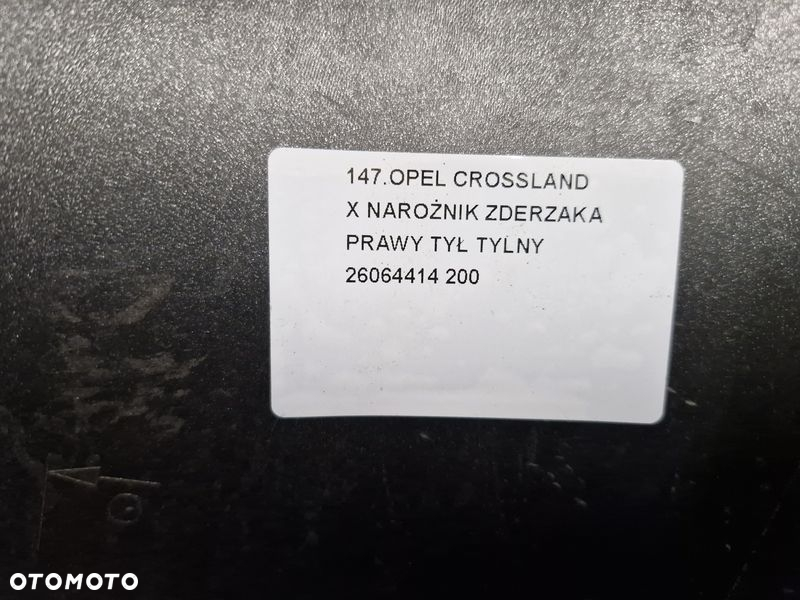 147.OPEL CROSSLAND
X NAROŻNIK ZDERZAKA
PRAWY TYŁ TYLNY
26064414 200
OTOMOTO